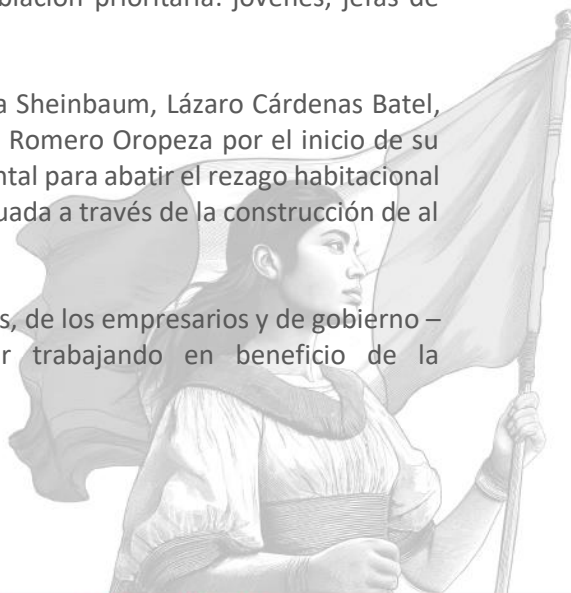 blación prioritaria: jóvenes, jefas de
a Sheinbaum, Lázaro Cárdenas Batel,
Romero Oropeza por el inicio de su
ntal para abatir el rezago habitacional
uada a través de la construcción de al
s, de los empresarios y de gobierno –
r trabajando en beneficio de la